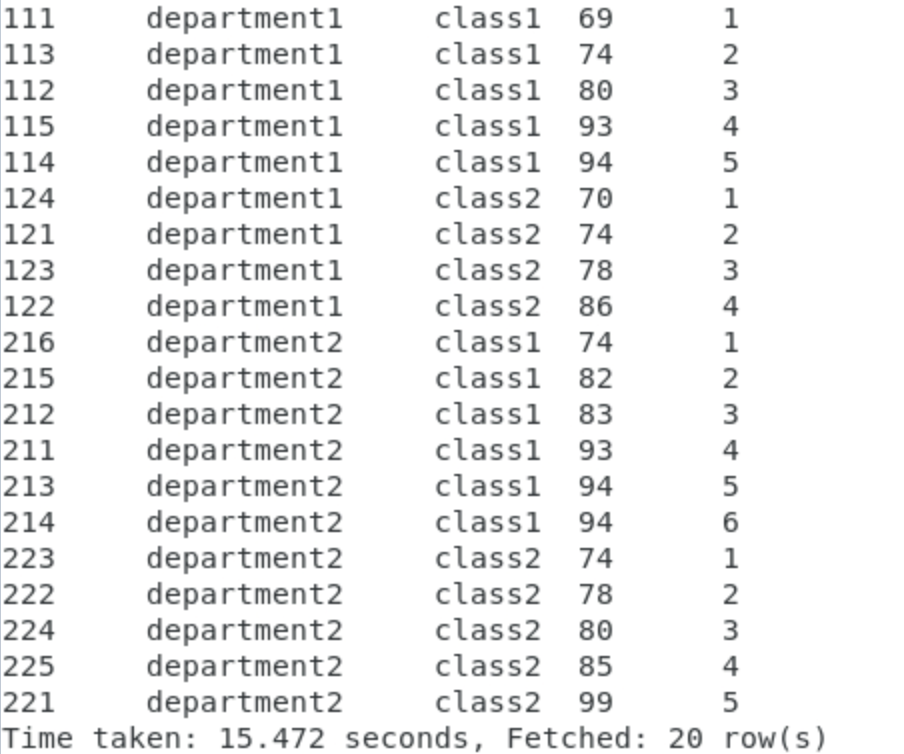 111 department1 class1 69 1
113 department1 class1 74 2
112 department1 class1 80 3
115 department1 class1 93 4
114 department1 class1 94 5
124 department1 class2 70 1
121 department1 class2 74 2
123 department1 class2 78 3
122 department1 class2 86 4
216 department2 class1 74 1
215 department2 class1 82 2
212 department2 class1 83 3
211 department2 class1 93 4
213 department2 class1 94 5
214 department2 class1 94 6
223 department2 class2 74 1
222 department2 class2 78 2
224 department2 class2 80 3
225 department2 class2 85 4
221 department2 class2 99 5
Time taken: 15.472 seconds, Fetched: 20 row(s)